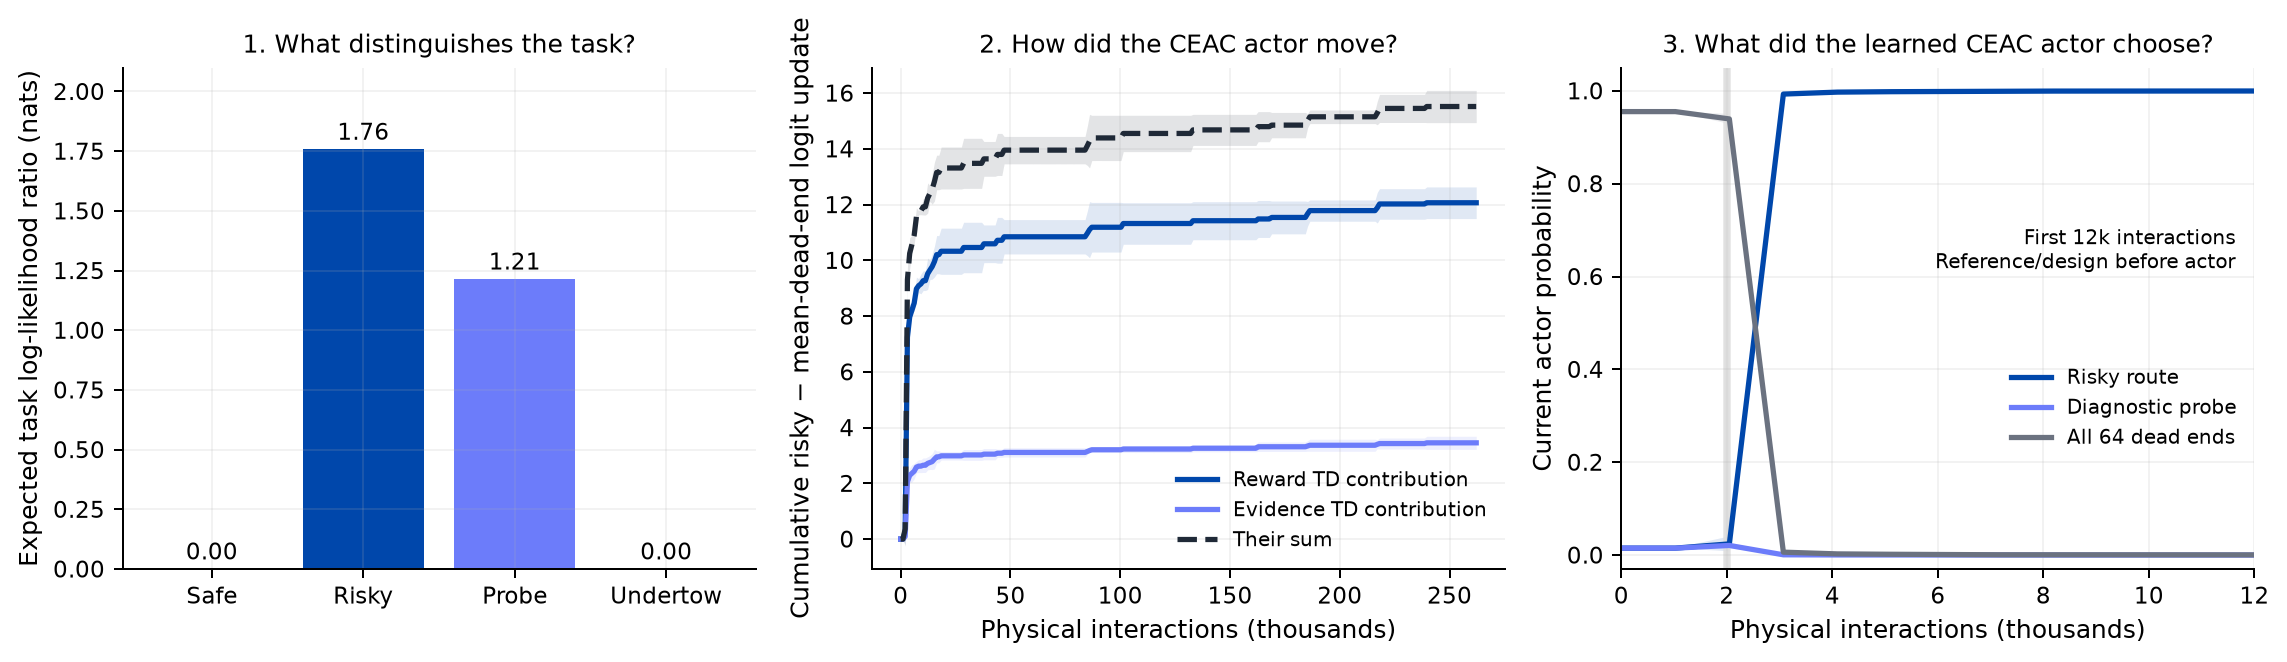 1. What distinguishes the task?
Expected task log-likelihood ratio (nats)
2.00
1.75
1.50
1.25
1.00
0.75
0.50
0.25
0.00
0.00
1.76
1.21
0.00
Safe
Risky
Probe
Undertow
2. How did the CEAC actor move?
Cumulative risky − mean-dead-end logit update
16
14
12
10
8
6
4
2
0
Reward TD contribution
Evidence TD contribution
Their sum
0
50
100
150
200
250
Physical interactions (thousands)
3. What did the learned CEAC actor choose?
Current actor probability
1.0
0.8
0.6
0.4
0.2
0.0
First 12k interactions
Reference/design before actor
Risky route
Diagnostic probe
All 64 dead ends
0
2
4
6
8
10
12
Physical interactions (thousands)